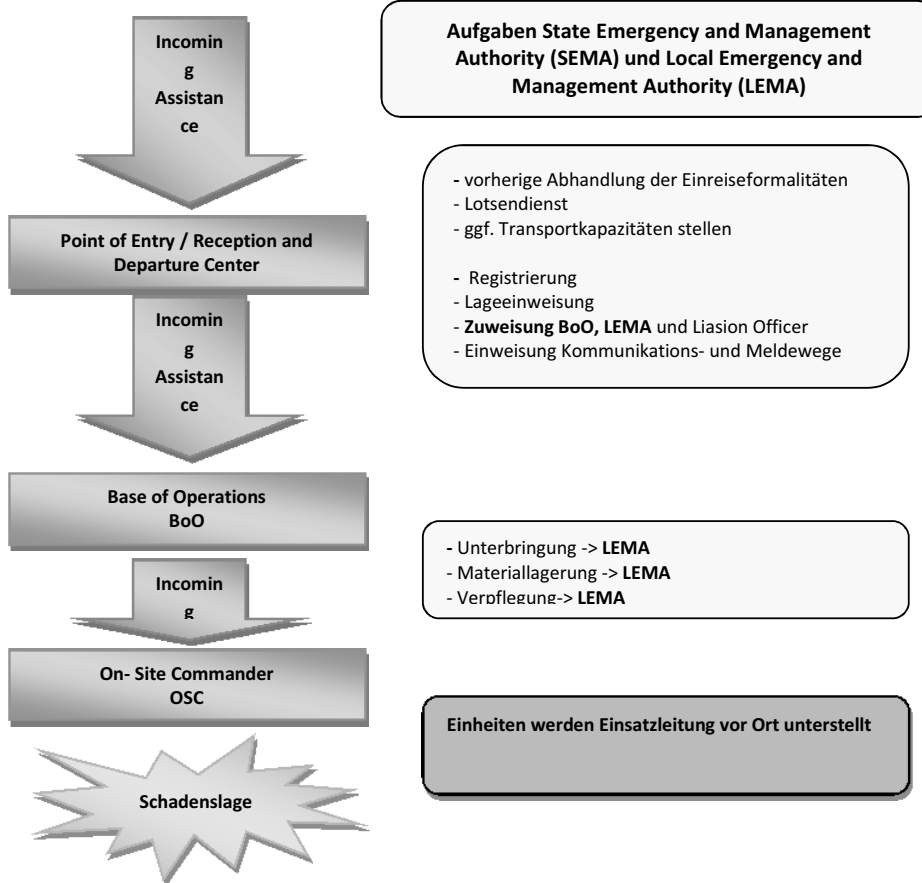 Incomin
g
Assistan
ce
Aufgaben State Emergency and Management
Authority (SEMA) und Local Emergency and
Management Authority (LEMA)
- vorherige Abhandlung der Einreiseformalitäten
- Lotsendienst
- ggf. Transportkapazitäten stellen
- Registrierung
- Lageeinweisung
- Zuweisung BoO, LEMA und Liasion Officer
- Einweisung Kommunikations- und Meldewege
Point of Entry / Reception and
Departure Center
Incomin
g
Assistan
ce
Base of Operations
BoO
- Unterbringung -> LEMA
- Materiallagerung -> LEMA
- Verpflegung-> LEMA
Incomin
g
On- Site Commander
OSC
Einheiten werden Einsatzleitung vor Ort unterstellt
Schadenslage